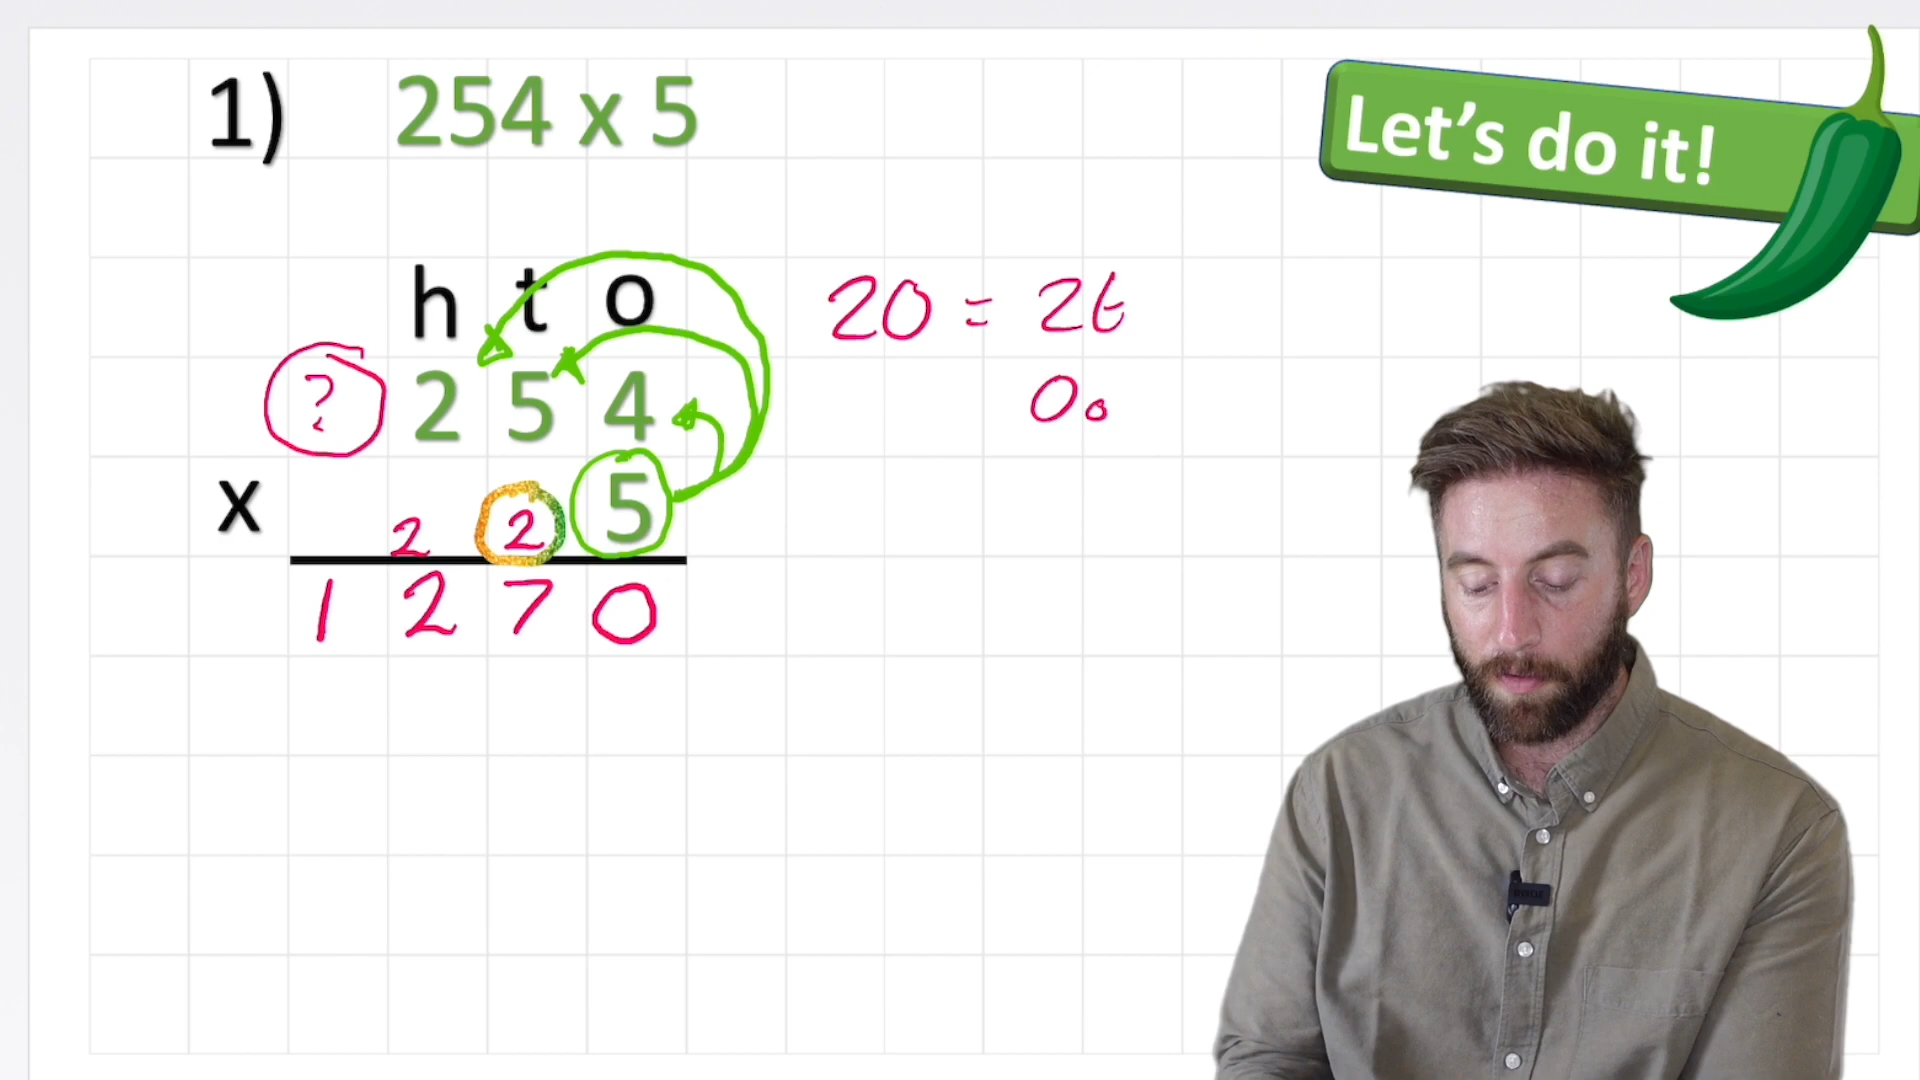 1) 254 x 5
Let's do it!
h t o
20 = 2t
? 2 5 4
0o
x 5
2 2
1 2 7 0